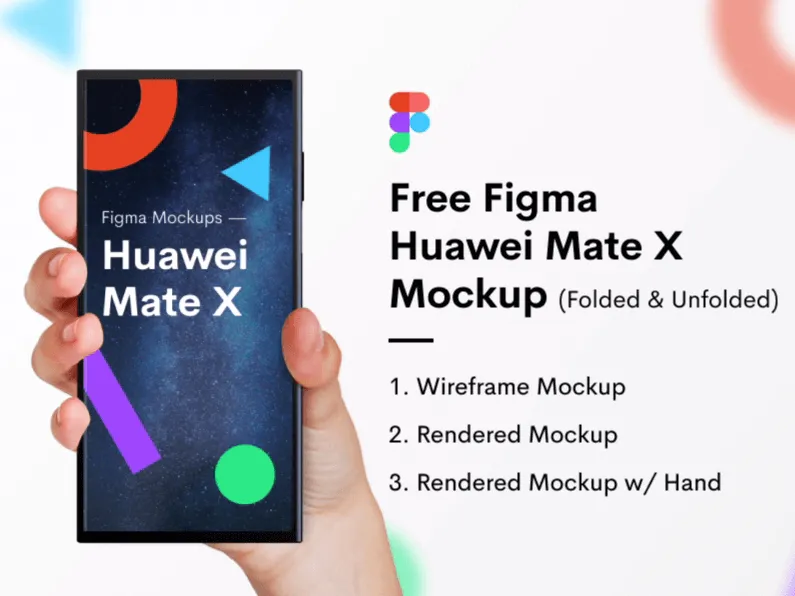 Figma Mockups —
Huawei
Mate X
Free Figma
Huawei Mate X
Mockup (Folded & Unfolded)
1. Wireframe Mockup
2. Rendered Mockup
3. Rendered Mockup w/ Hand